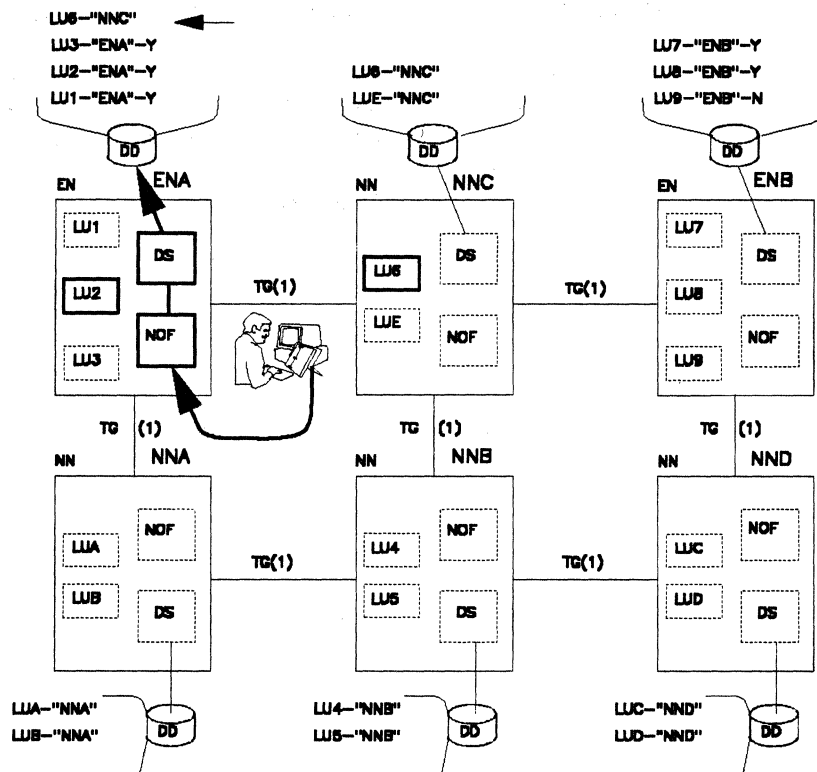 LU6-"NNC"
LU3-"ENA"-Y
LU2-"ENA"-Y
LU1-"ENA"-Y
LU6-"NNC"
LUE-"NNC"
LU7-"ENB"-Y
LU8-"ENB"-Y
LU9-"ENB"-N
DD
DD
DD
EN ENA
NN NNC
EN ENB
LU1
DS
LU2
NOF
LU3
TG(1)
LU6
DS
LUE
NOF
TG(1)
LU7
DS
LU8
NOF
LU9
TG (1)
TG (1)
TG (1)
NN NNA
NN NNB
NN NND
NOF
LUA
LUB
DS
TG(1)
NOF
LU4
LU5
DS
TG(1)
NOF
LUC
LUD
DS
LUA-"NNA"
LUB-"NNA"
DD
LU4-"NNB"
LU5-"NNB"
DD
LUC-"NND"
LUD-"NND"
DD